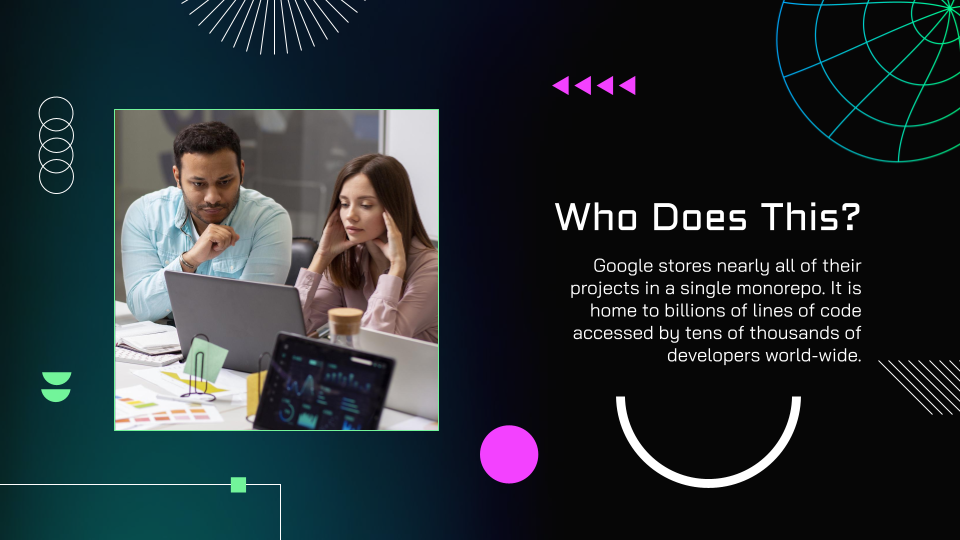 Who Does This?
Google stores nearly all of their
projects in a single monorepo. It is
home to billions of lines of code
accessed by tens of thousands of
developers world-wide.